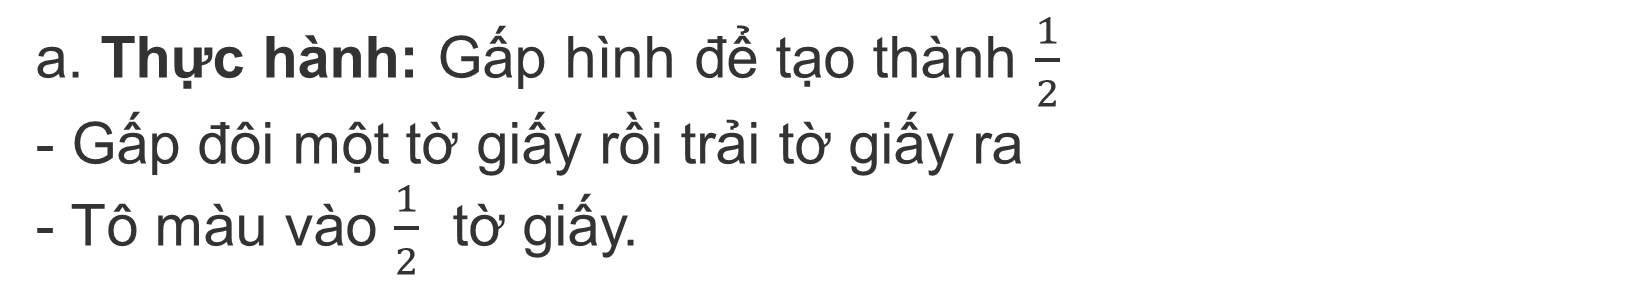 a. Thực hành: Gấp hình để tạo thành 1/2
- Gấp đôi một tờ giấy rồi trải tờ giấy ra
- Tô màu vào 1/2 tờ giấy.